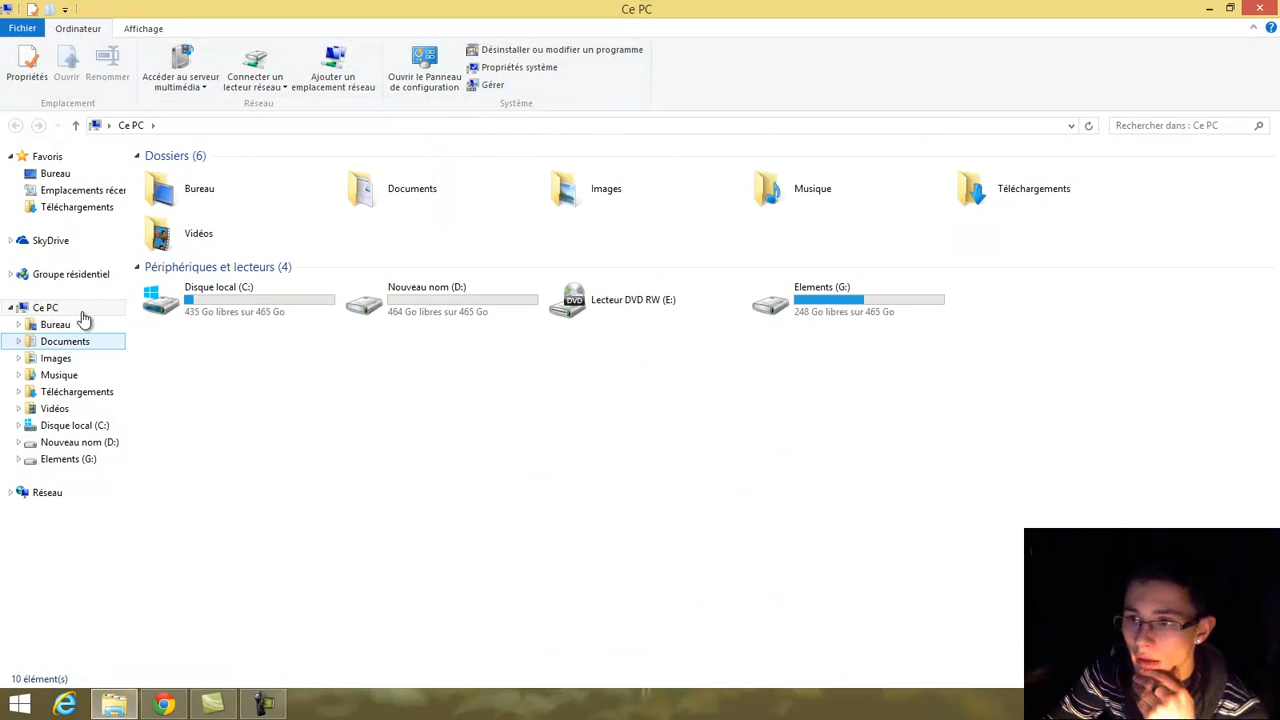 Ce PC
Fichier
Ordinateur
Affichage
Propriétés
Ouvrir
Renommer
Accéder au serveur
multimédia
Connecter un
lecteur réseau
Ajouter un
emplacement réseau
Ouvrir le Panneau
de configuration
Désinstaller ou modifier un programme
Propriétés système
Gérer
Emplacement
Réseau
Système
Ce PC
Rechercher dans : Ce PC
Favoris
Bureau
Emplacements récen
Téléchargements
SkyDrive
Groupe résidentiel
Ce PC
Bureau
Documents
Images
Musique
Téléchargements
Vidéos
Disque local (C:)
Nouveau nom (D:)
Elements (G:)
Réseau
Dossiers (6)
Bureau
Documents
Images
Musique
Téléchargements
Vidéos
Périphériques et lecteurs (4)
Disque local (C:)
435 Go libres sur 465 Go
Nouveau nom (D:)
464 Go libres sur 465 Go
DVD
Lecteur DVD RW (E:)
Elements (G:)
248 Go libres sur 465 Go
10 élément(s)